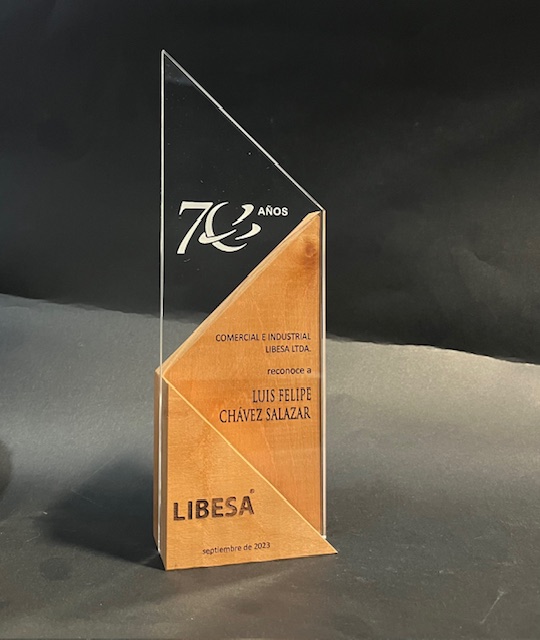 70 AÑOS
COMERCIAL E INDUSTRIAL
LIBESA LTDA.
reconoce a
LUIS FELIPE
CHÁVEZ SALAZAR
LIBESA®
septiembre de 2023